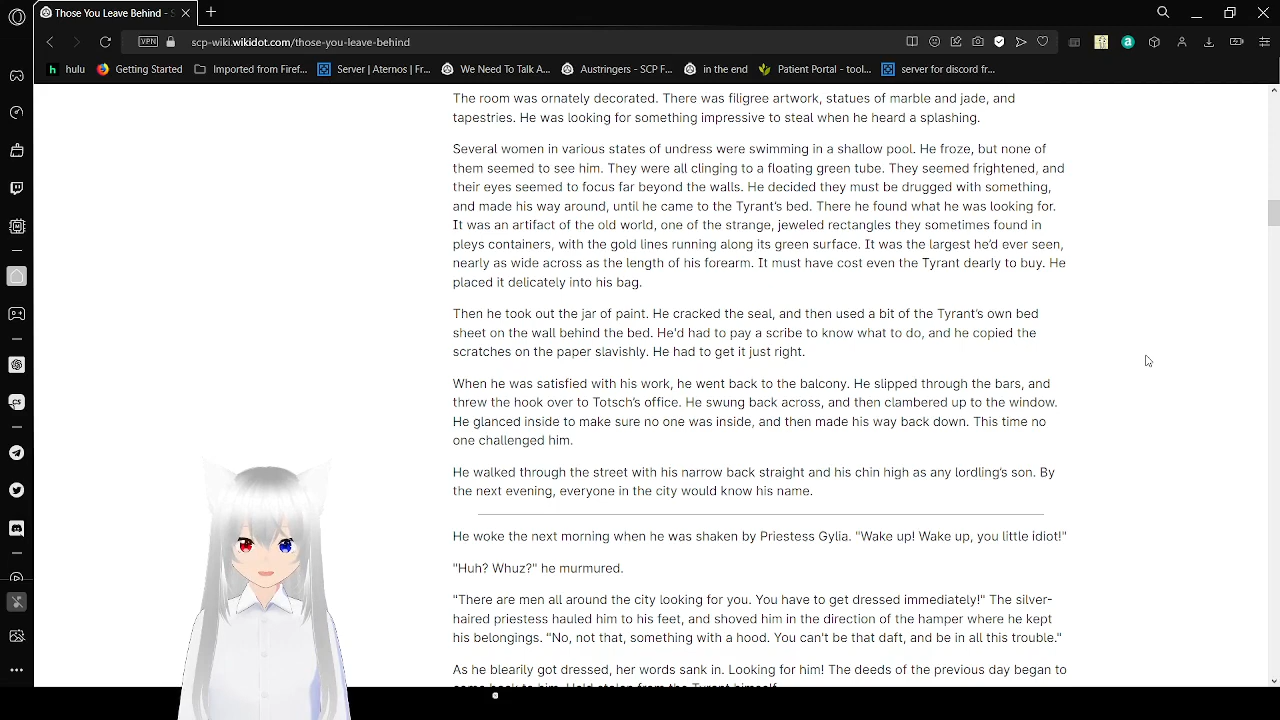 Those You Leave Behind - S
VPN
scp-wiki.wikidot.com/those-you-leave-behind
hulu
Getting Started
Imported from Firef...
Server | Aternos | Fr...
We Need To Talk A...
Austringers - SCP F...
in the end
Patient Portal - tool...
server for discord fr...
The room was ornately decorated. There was filigree artwork, statues of marble and jade, and
tapestries. He was looking for something impressive to steal when he heard a splashing.
Several women in various states of undress were swimming in a shallow pool. He froze, but none of
them seemed to see him. They were all clinging to a floating green tube. They seemed frightened, and
their eyes seemed to focus far beyond the walls. He decided they must be drugged with something,
and made his way around, until he came to the Tyrant's bed. There he found what he was looking for.
It was an artifact of the old world, one of the strange, jeweled rectangles they sometimes found in
pleys containers, with the gold lines running along its green surface. It was the largest he'd ever seen,
nearly as wide across as the length of his forearm. It must have cost even the Tyrant dearly to buy. He
placed it delicately into his bag.
Then he took out the jar of paint. He cracked the seal, and then used a bit of the Tyrant's own bed
sheet on the wall behind the bed. He'd had to pay a scribe to know what to do, and he copied the
scratches on the paper slavishly. He had to get it just right.
When he was satisfied with his work, he went back to the balcony. He slipped through the bars, and
threw the hook over to Totsch's office. He swung back across, and then clambered up to the window.
He glanced inside to make sure no one was inside, and then made his way back down. This time no
one challenged him.
He walked through the street with his narrow back straight and his chin high as any lordling's son. By
the next evening, everyone in the city would know his name.
He woke the next morning when he was shaken by Priestess Gylia. "Wake up! Wake up, you little idiot!"
"Huh? Whuz?" he murmured.
"There are men all around the city looking for you. You have to get dressed immediately!" The silver-
haired priestess hauled him to his feet, and shoved him in the direction of the hamper where he kept
his belongings. "No, not that, something with a hood. You can't be that daft, and be in all this trouble."
As he blearily got dressed, her words sank in. Looking for him! The deeds of the previous day began to